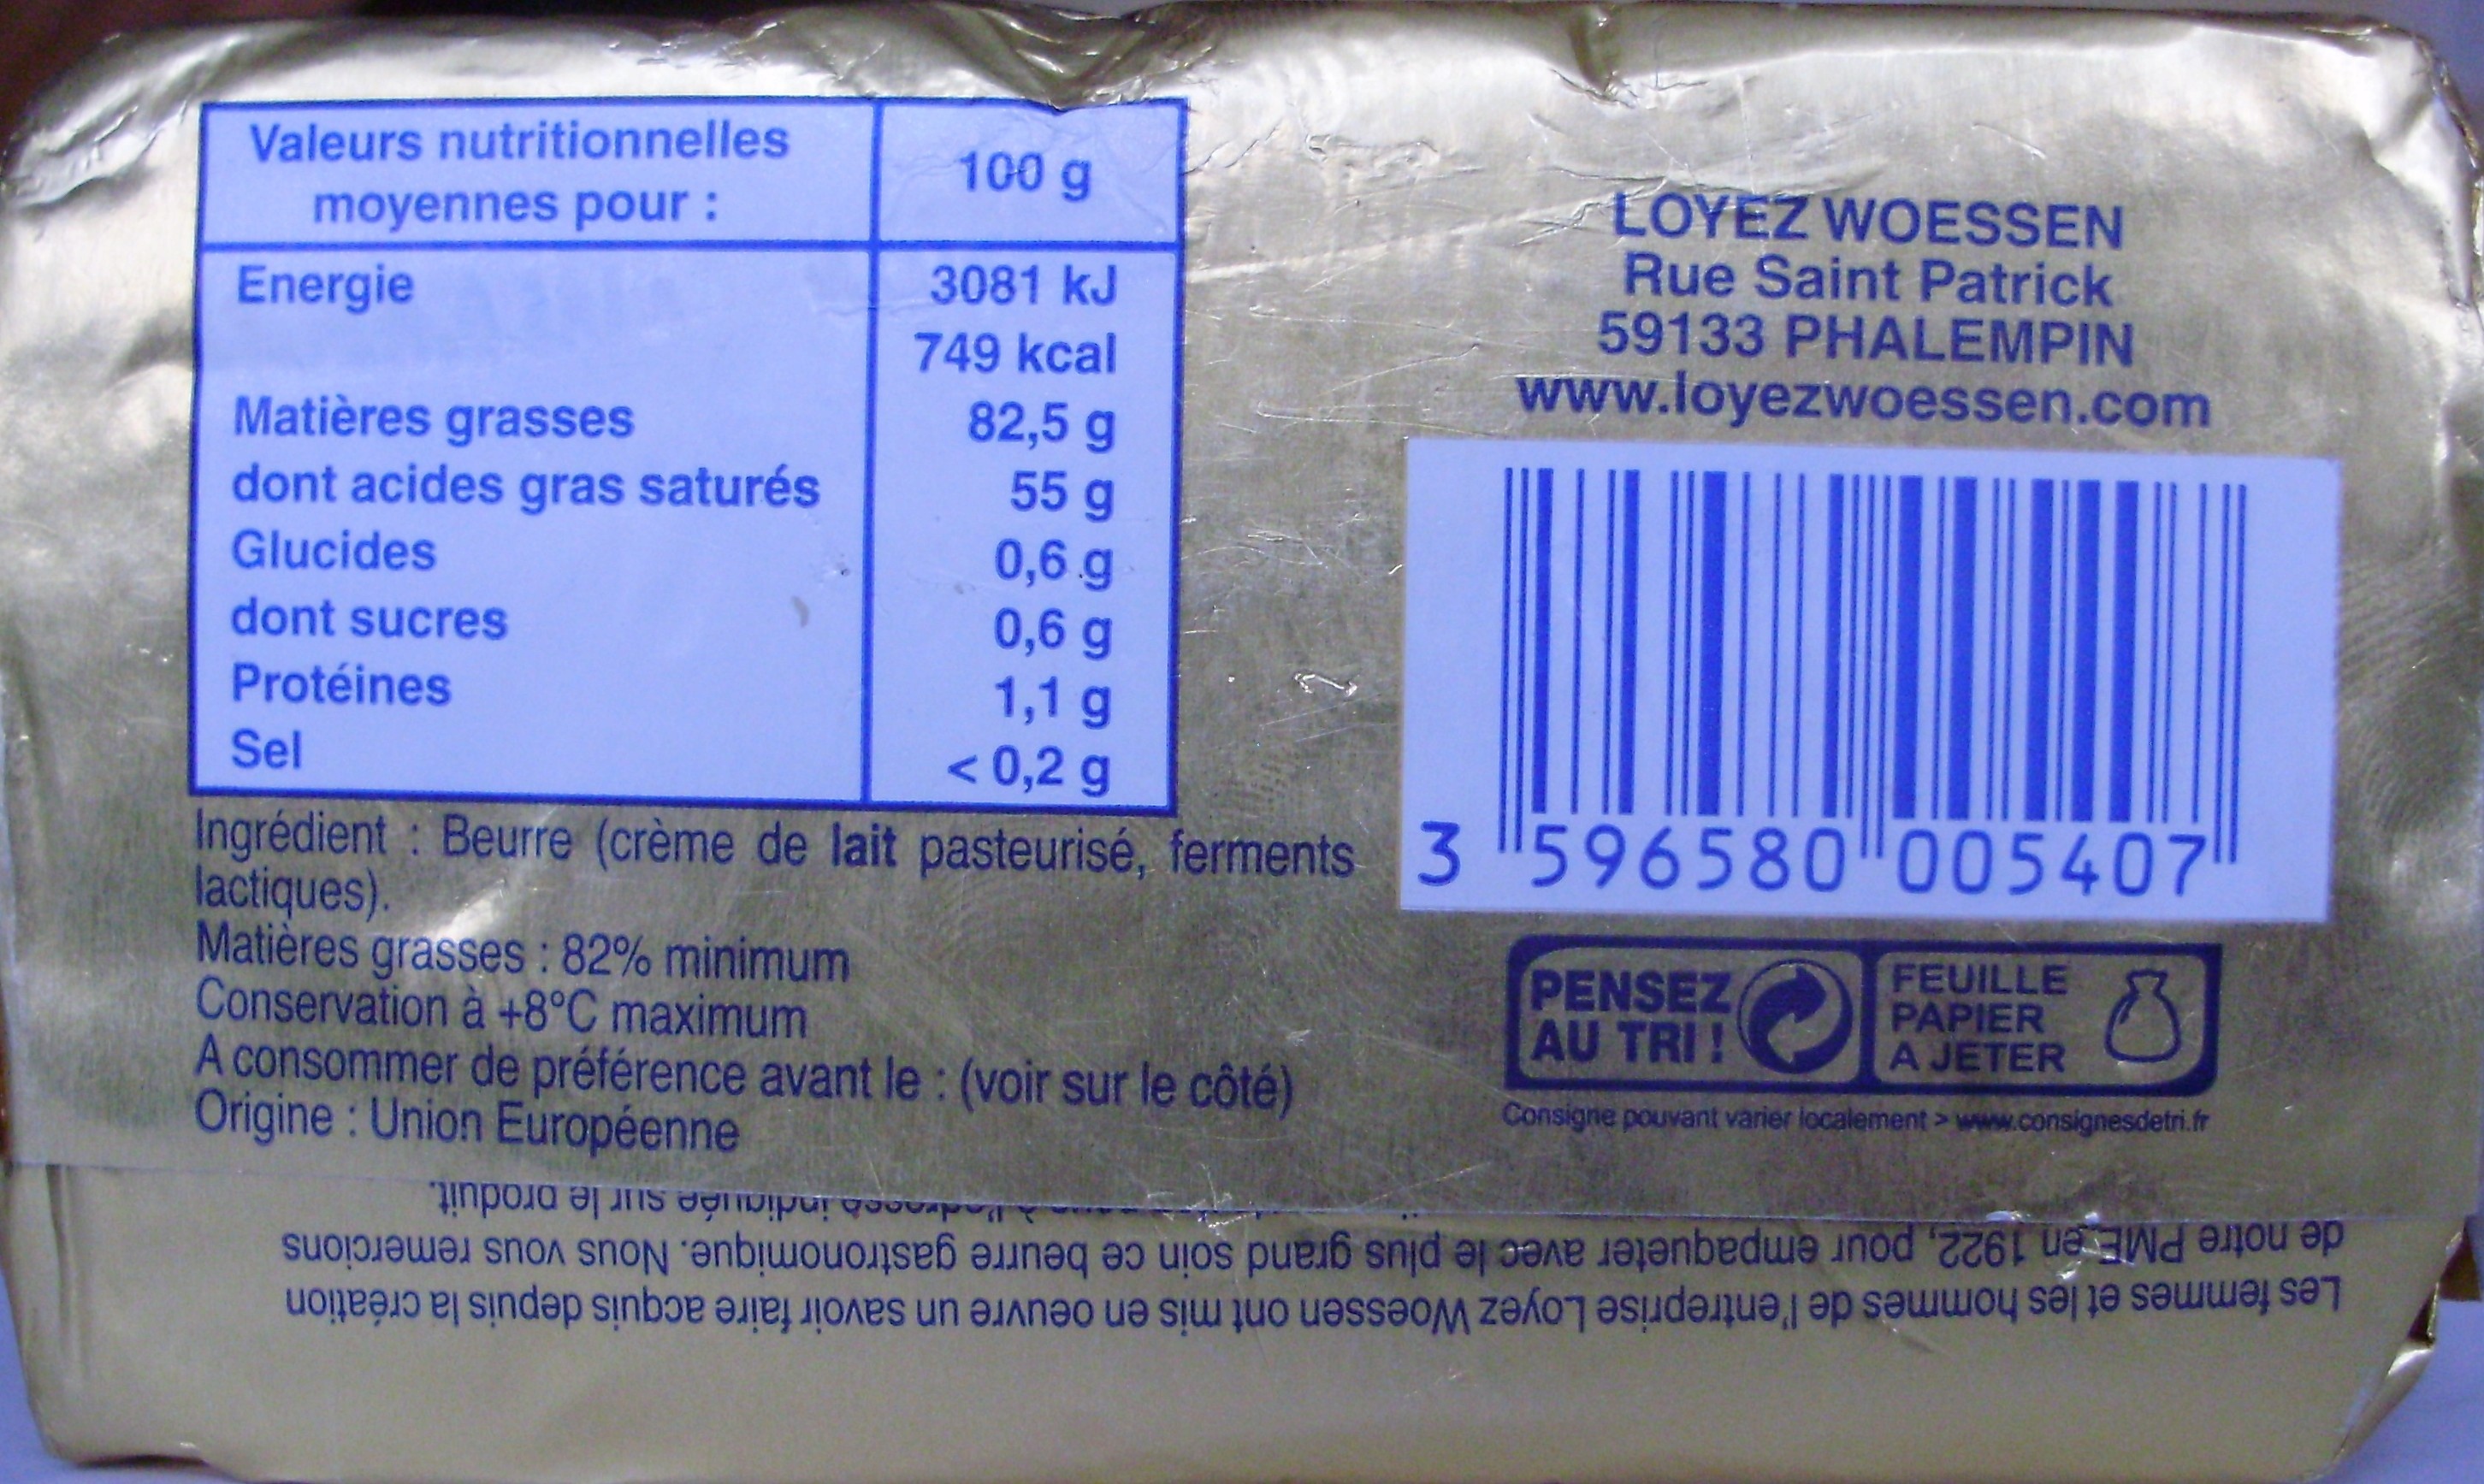 Valeurs nutritionnelles
moyennes pour :
100 g
Energie 3081 kJ
749 kcal
Matières grasses 82,5 g
dont acides gras saturés 55 g
Glucides 0,6 g
dont sucres 0,6 g
Protéines 1,1 g
Sel < 0,2 g
Ingrédient : Beurre (crème de lait pasteurisé, ferments
lactiques).
Matières grasses : 82% minimum
Conservation à +8°C maximum
A consommer de préférence avant le : (voir sur le côté)
Origine : Union Européenne
LOYEZ WOESSEN
Rue Saint Patrick
59133 PHALEMPIN
www.loyezwoessen.com
3 596580 005407
PENSEZ
AU TRI !
FEUILLE
PAPIER
A JETER
Consigne pouvant varier localement > www.consignesdetri.fr
Les femmes et les hommes de l'entreprise Loyez Woessen ont mis en oeuvre un savoir faire acquis depuis la création
de notre PME en 1922, pour empaqueter avec le plus grand soin ce beurre gastronomique. Nous vous remercions
à l'adresse indiquée sur le produit.